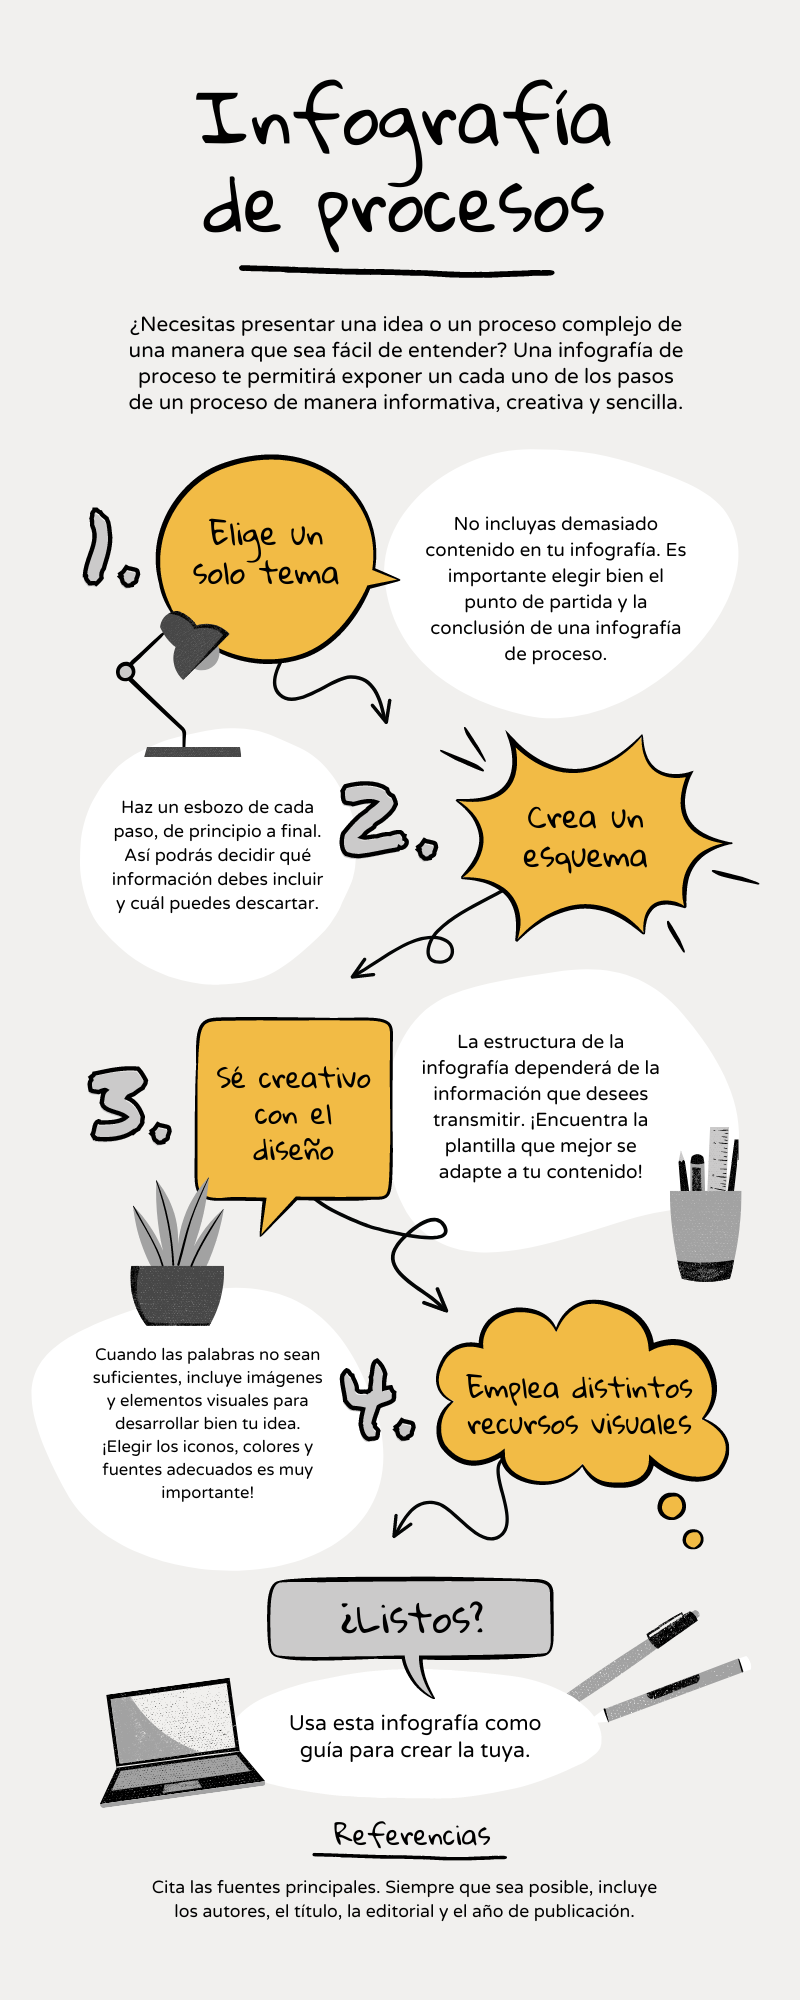 Infografía
de procesos
¿Necesitas presentar una idea o un proceso complejo de
una manera que sea fácil de entender? Una infografía de
proceso te permitirá exponer un cada uno de los pasos
de un proceso de manera informativa, creativa y sencilla.
1.
Elige un
solo tema
No incluyas demasiado
contenido en tu infografía. Es
importante elegir bien el
punto de partida y la
conclusión de una infografía
de proceso.
2.
Crea un
esquema
Haz un esbozo de cada
paso, de principio a final.
Así podrás decidir qué
información debes incluir
y cuál puedes descartar.
3.
Sé creativo
con el
diseño
La estructura de la
infografía dependerá de la
información que desees
transmitir. ¡Encuentra la
plantilla que mejor se
adapte a tu contenido!
4.
Emplea distintos
recursos visuales
Cuando las palabras no sean
suficientes, incluye imágenes
y elementos visuales para
desarrollar bien tu idea.
¡Elegir los iconos, colores y
fuentes adecuados es muy
importante!
¿Listos?
Usa esta infografía como
guía para crear la tuya.
Referencias
Cita las fuentes principales. Siempre que sea posible, incluye
los autores, el título, la editorial y el año de publicación.